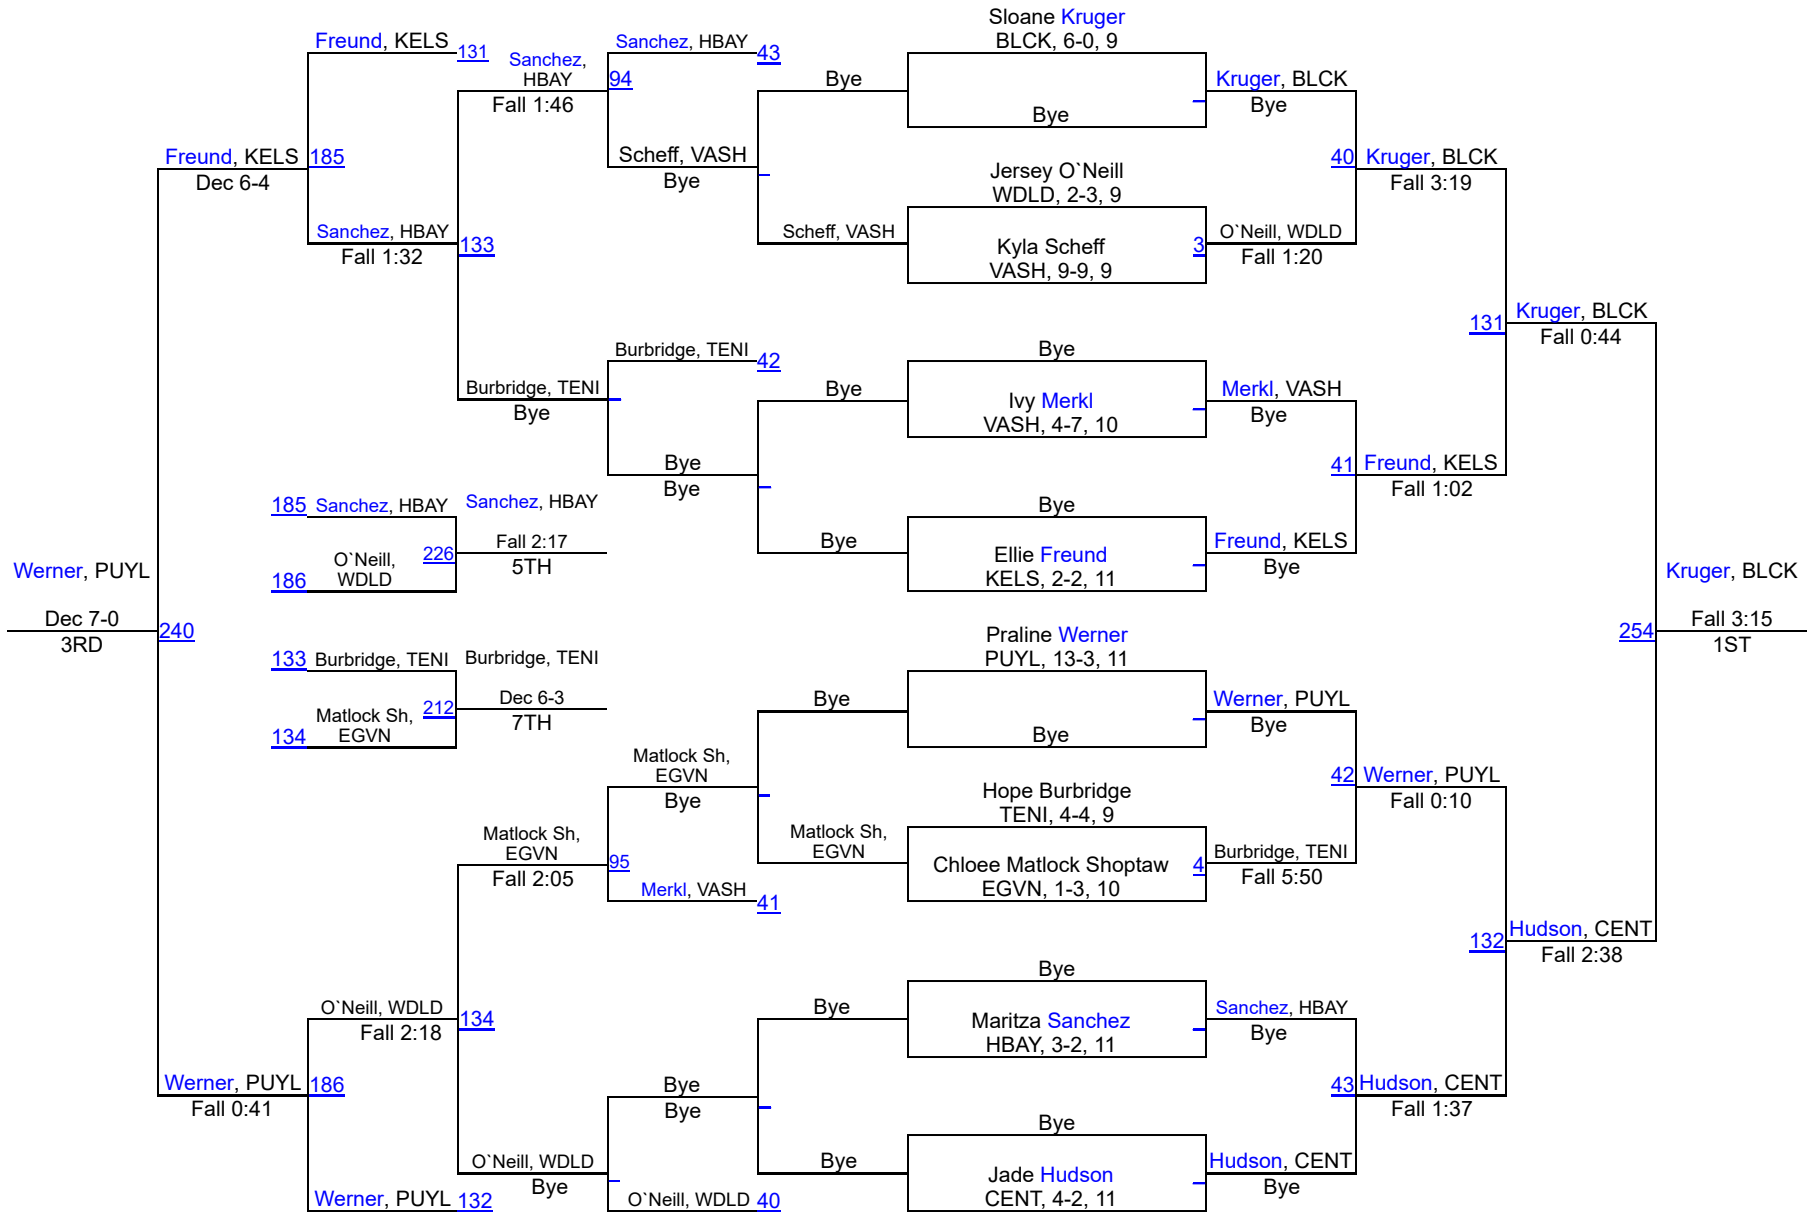 Sloane Kruger
BLCK, 6-0, 9
Bye
Jersey O`Neill
WDLD, 2-3, 9
Kyla Scheff
VASH, 9-9, 9
3
Bye
Ivy Merkl
VASH, 4-7, 10
Bye
Ellie Freund
KELS, 2-2, 11
Praline Werner
PUYL, 13-3, 11
Bye
Hope Burbridge
TENI, 4-4, 9
Chloee Matlock Shoptaw
EGVN, 1-3, 10
4
Bye
Maritza Sanchez
HBAY, 3-2, 11
Bye
Jade Hudson
CENT, 4-2, 11
Kruger, BLCK
Bye
O`Neill, WDLD
Fall 1:20
Merkl, VASH
Bye
Freund, KELS
Bye
Werner, PUYL
Bye
Burbridge, TENI
Fall 5:50
Sanchez, HBAY
Bye
Hudson, CENT
Bye
40
Kruger, BLCK
Fall 3:19
41
Freund, KELS
Fall 1:02
42
Werner, PUYL
Fall 0:10
43
Hudson, CENT
Fall 1:37
131
Kruger, BLCK
Fall 0:44
132
Hudson, CENT
Fall 2:38
254
Kruger, BLCK
Fall 3:15
1ST
Bye
Scheff, VASH
Bye
Bye
Bye
Matlock Sh,
EGVN
Bye
Bye
Sanchez, HBAY
43
Scheff, VASH
Bye
Burbridge, TENI
42
Bye
Bye
Matlock Sh,
EGVN
Bye
Merkl, VASH
41
Bye
Bye
O`Neill, WDLD
40
Sanchez,
HBAY
94
Fall 1:46
Burbridge, TENI
Bye
Matlock Sh,
EGVN
95
Fall 2:05
O`Neill, WDLD
Bye
Freund, KELS
131
Sanchez, HBAY
133
Fall 1:32
O`Neill, WDLD
134
Fall 2:18
Werner, PUYL
132
Freund, KELS
185
Dec 6-4
Werner, PUYL
186
Fall 0:41
Werner, PUYL
Dec 7-0
240
3RD
185
Sanchez, HBAY
O`Neill,
WDLD
186
226
Sanchez, HBAY
Fall 2:17
5TH
133
Burbridge, TENI
Matlock Sh,
EGVN
134
212
Burbridge, TENI
Dec 6-3
7TH